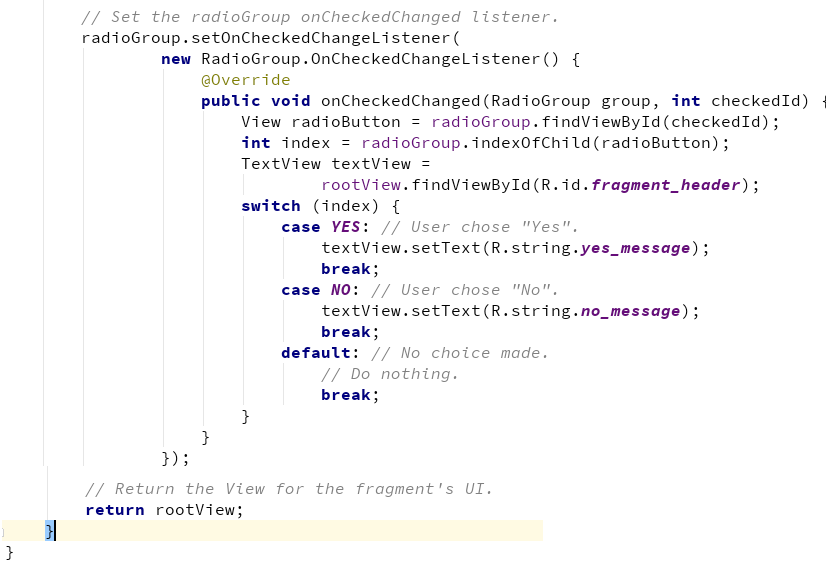 // Set the radioGroup onCheckedChanged listener.
radioGroup.setOnCheckedChangeListener(
new RadioGroup.OnCheckedChangeListener() {
@Override
public void onCheckedChanged(RadioGroup group, int checkedId) {
View radioButton = radioGroup.findViewById(checkedId);
int index = radioGroup.indexOfChild(radioButton);
TextView textView =
rootView.findViewById(R.id.fragment_header);
switch (index) {
case YES: // User chose "Yes".
textView.setText(R.string.yes_message);
break;
case NO: // User chose "No".
textView.setText(R.string.no_message);
break;
default: // No choice made.
// Do nothing.
break;
}
}
});
// Return the View for the fragment's UI.
return rootView;
}
}